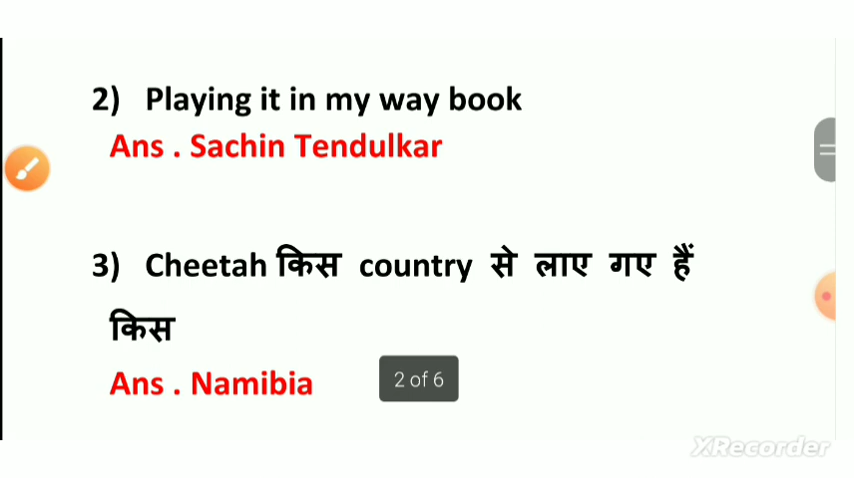 2) Playing it in my way book
Ans . Sachin Tendulkar
3) Cheetah किस country से लाए गए हैं
किस
Ans . Namibia
2 of 6
XRecorder